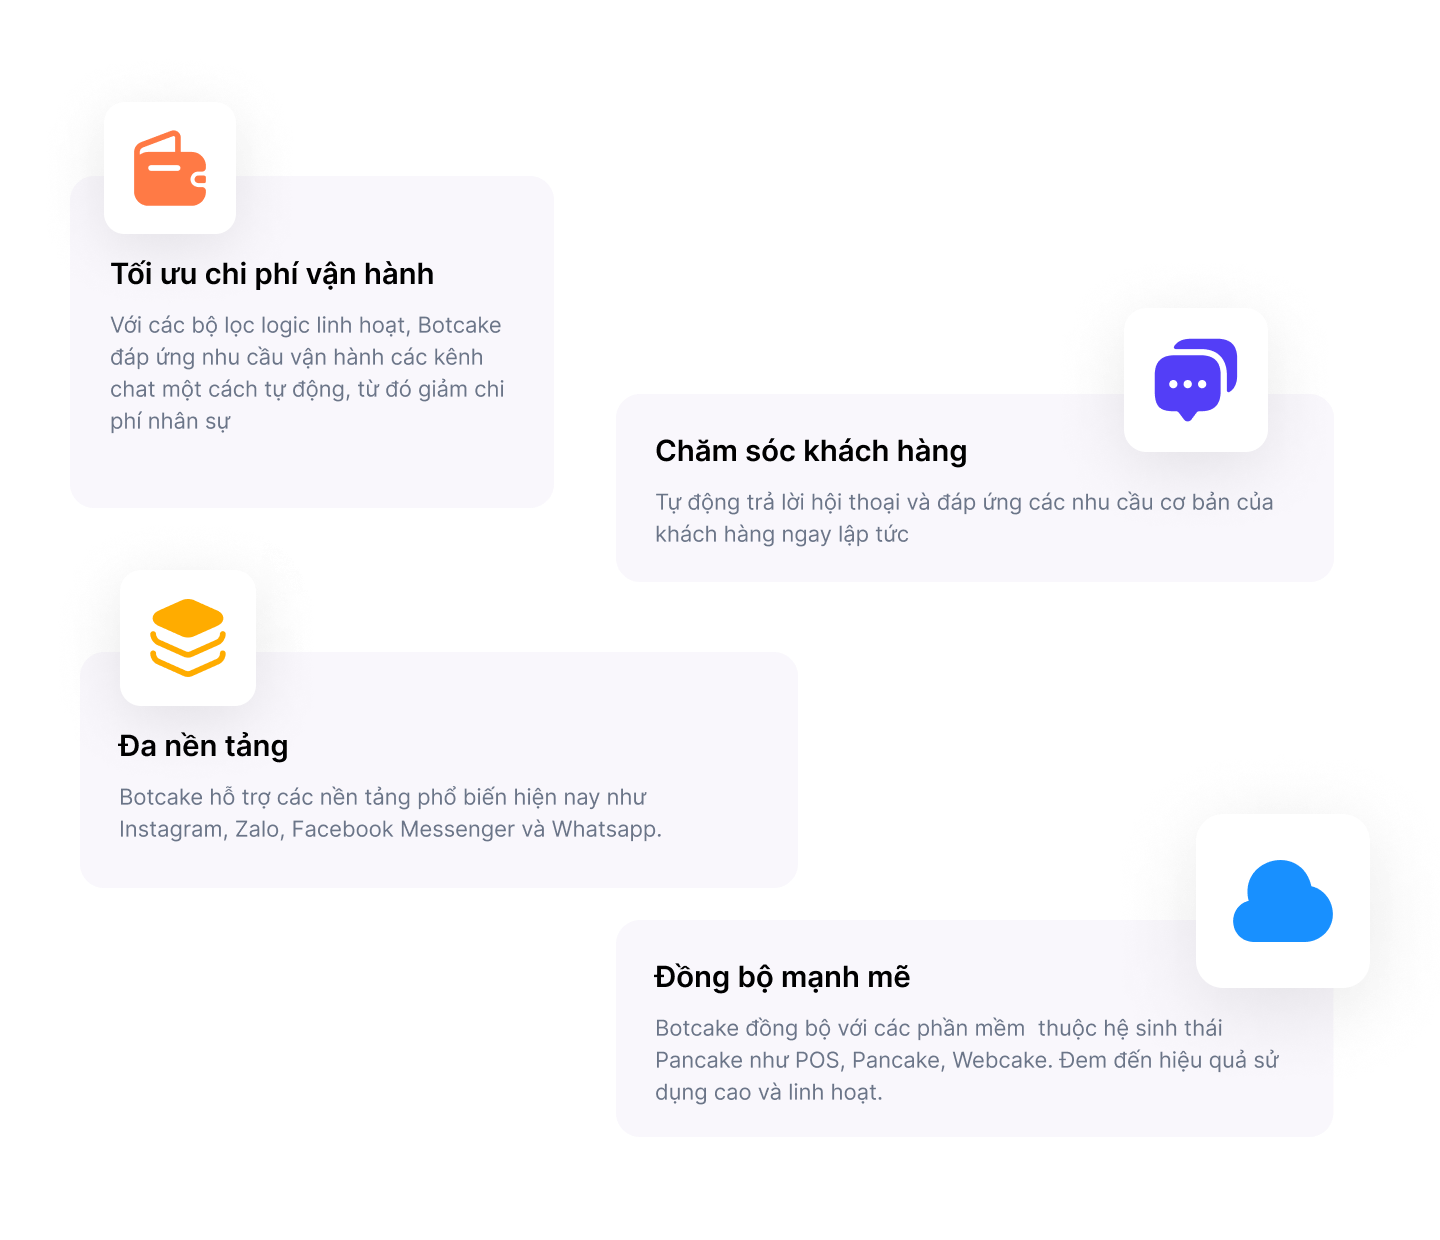 Tối ưu chi phí vận hành
Với các bộ lọc logic linh hoạt, Botcake
đáp ứng nhu cầu vận hành các kênh
chat một cách tự động, từ đó giảm chi
phí nhân sự
Chăm sóc khách hàng
Tự động trả lời hội thoại và đáp ứng các nhu cầu cơ bản của
khách hàng ngay lập tức
Đa nền tảng
Botcake hỗ trợ các nền tảng phổ biến hiện nay như
Instagram, Zalo, Facebook Messenger và Whatsapp.
Đồng bộ mạnh mẽ
Botcake đồng bộ với các phần mềm  thuộc hệ sinh thái
Pancake như POS, Pancake, Webcake. Đem đến hiệu quả sử
dụng cao và linh hoạt.